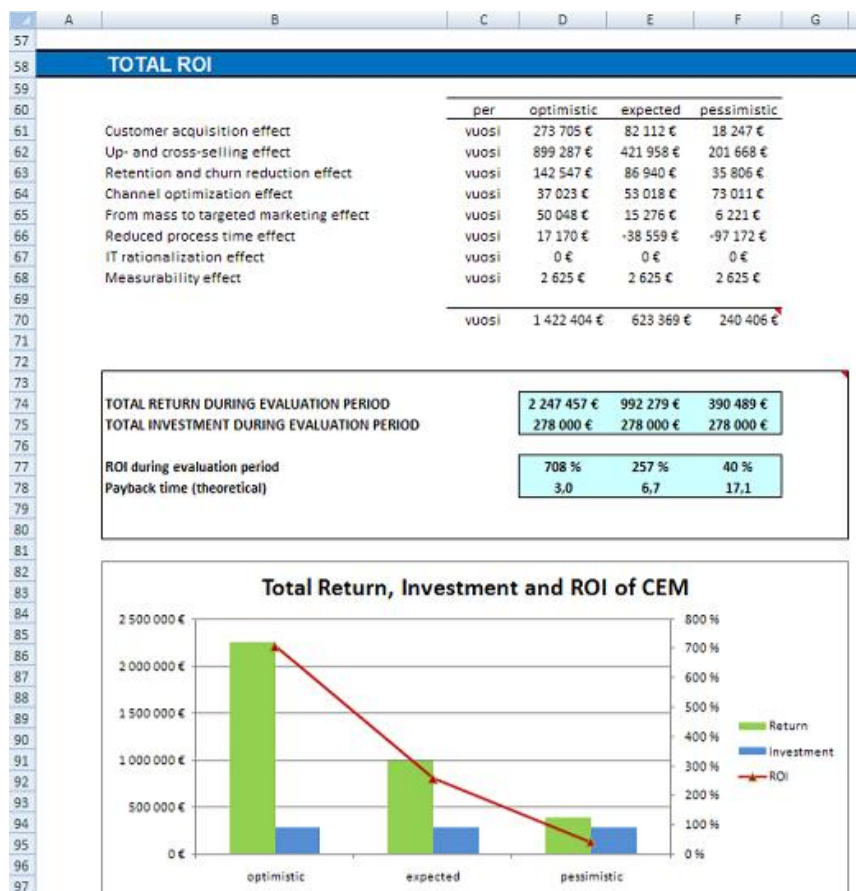 A B C D E F G
57
58 TOTAL ROI
59
60 per optimistic expected pessimistic
61 Customer acquisition effect vuosi 273 705 € 82 112 € 18 247 €
62 Up- and cross-selling effect vuosi 899 287 € 421 958 € 201 668 €
63 Retention and churn reduction effect vuosi 142 547 € 86 940 € 35 806 €
64 Channel optimization effect vuosi 37 023 € 53 018 € 73 011 €
65 From mass to targeted marketing effect vuosi 50 048 € 15 276 € 6 221 €
66 Reduced process time effect vuosi 17 170 € -38 559 € -97 172 €
67 IT rationalization effect vuosi 0 € 0 € 0 €
68 Measurability effect vuosi 2 625 € 2 625 € 2 625 €
69
70 vuosi 1 422 404 € 623 369 € 240 406 €
71
72
73
74 TOTAL RETURN DURING EVALUATION PERIOD 2 247 457 € 992 279 € 390 489 €
75 TOTAL INVESTMENT DURING EVALUATION PERIOD 278 000 € 278 000 € 278 000 €
76
77 ROI during evaluation period 708 % 257 % 40 %
78 Payback time (theoretical) 3,0 6,7 17,1
79
80
81
82
83 Total Return, Investment and ROI of CEM
84
85 2 500 000 € 800 %
86 700 %
87 2 000 000 € 600 %
88
89 1 500 000 € 500 %
90 400 % Return
91 1 000 000 € 300 % Investment
92 ROI
93 500 000 € 200 %
94 100 %
95 0 € 0 %
96 optimistic expected pessimistic
97